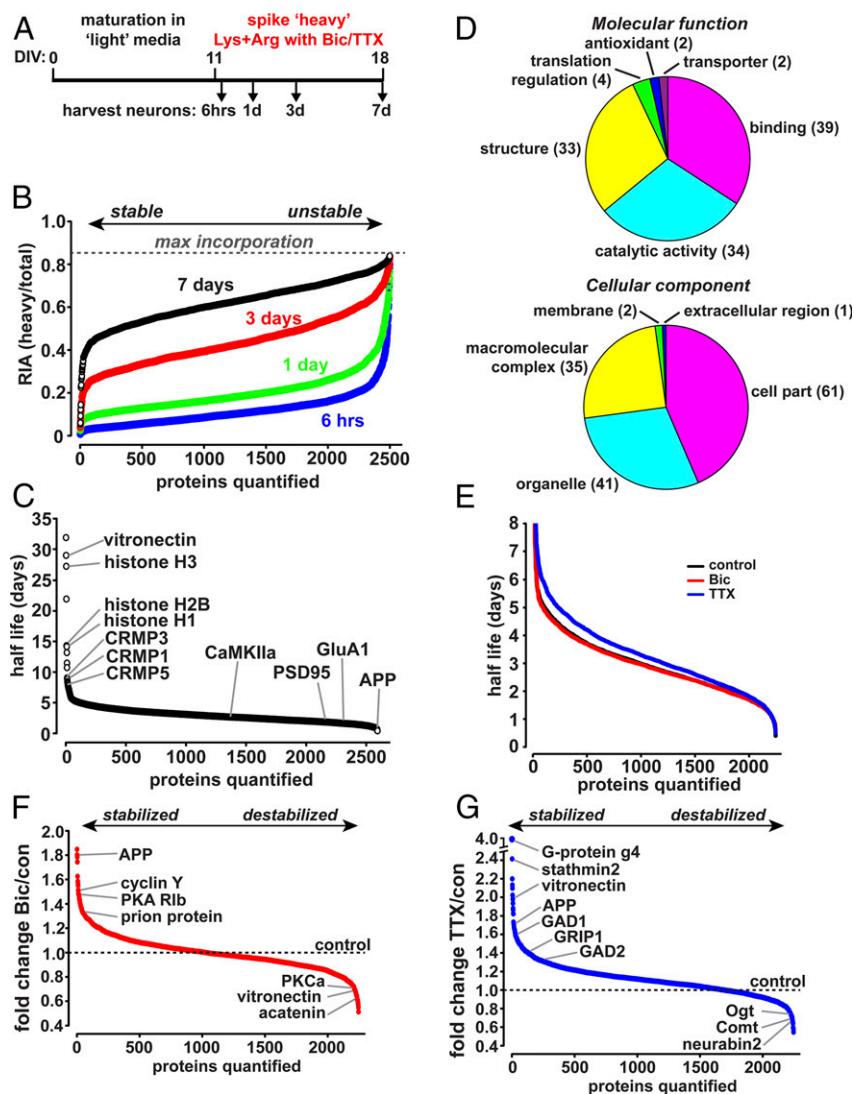 A
maturation in
'light' media
spike 'heavy'
Lys+Arg with Bic/TTX
DIV: 0
11
18
harvest neurons: 6hrs 1d 3d 7d
B
stable
unstable
max incorporation
7 days
3 days
1 day
6 hrs
RIA (heavy/total)
1.0
0.8
0.6
0.4
0.2
0
0 500 1000 1500 2000 2500
proteins quantified
C
half life (days)
35
30
25
20
15
10
5
0
vitronectin
histone H3
histone H2B
histone H1
CRMP3
CRMP1
CRMP5
CaMKIIa
PSD95
GluA1
APP
0 500 1000 1500 2000 2500
proteins quantified
D
Molecular function
antioxidant (2)
translation
regulation (4)
transporter (2)
structure (33)
binding (39)
catalytic activity (34)
Cellular component
membrane (2)
extracellular region (1)
macromolecular
complex (35)
cell part (61)
organelle (41)
E
half life (days)
8
7
6
5
4
3
2
1
0
control
Bic
TTX
0 500 1000 1500 2000
proteins quantified
F
stabilized
destabilized
fold change Bic/con
2.0
1.8
1.6
1.4
1.2
1.0
0.8
0.6
0.4
APP
cyclin Y
PKA RIb
prion protein
control
PKCa
vitronectin
acatenin
0 500 1000 1500 2000
proteins quantified
G
stabilized
destabilized
fold change TTX/con
4.0
2.4
2.2
2.0
1.8
1.6
1.4
1.2
1.0
0.8
0.6
0.4
G-protein g4
stathmin2
vitronectin
APP
GAD1
GRIP1
GAD2
control
Ogt
Comt
neurabin2
0 500 1000 1500 2000
proteins quantified